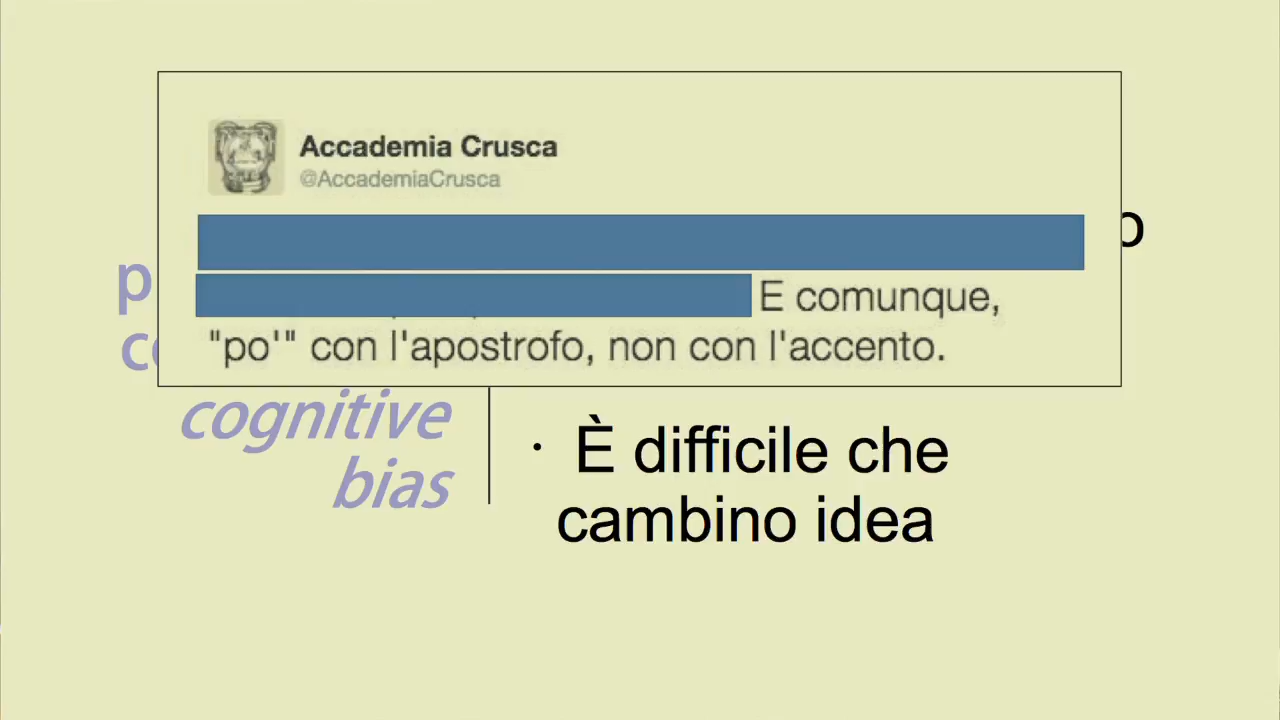 Accademia Crusca
@AccademiaCrusca
E comunque,
"po'" con l'apostrofo, non con l'accento.
cognitive
bias
· È difficile che
cambino idea